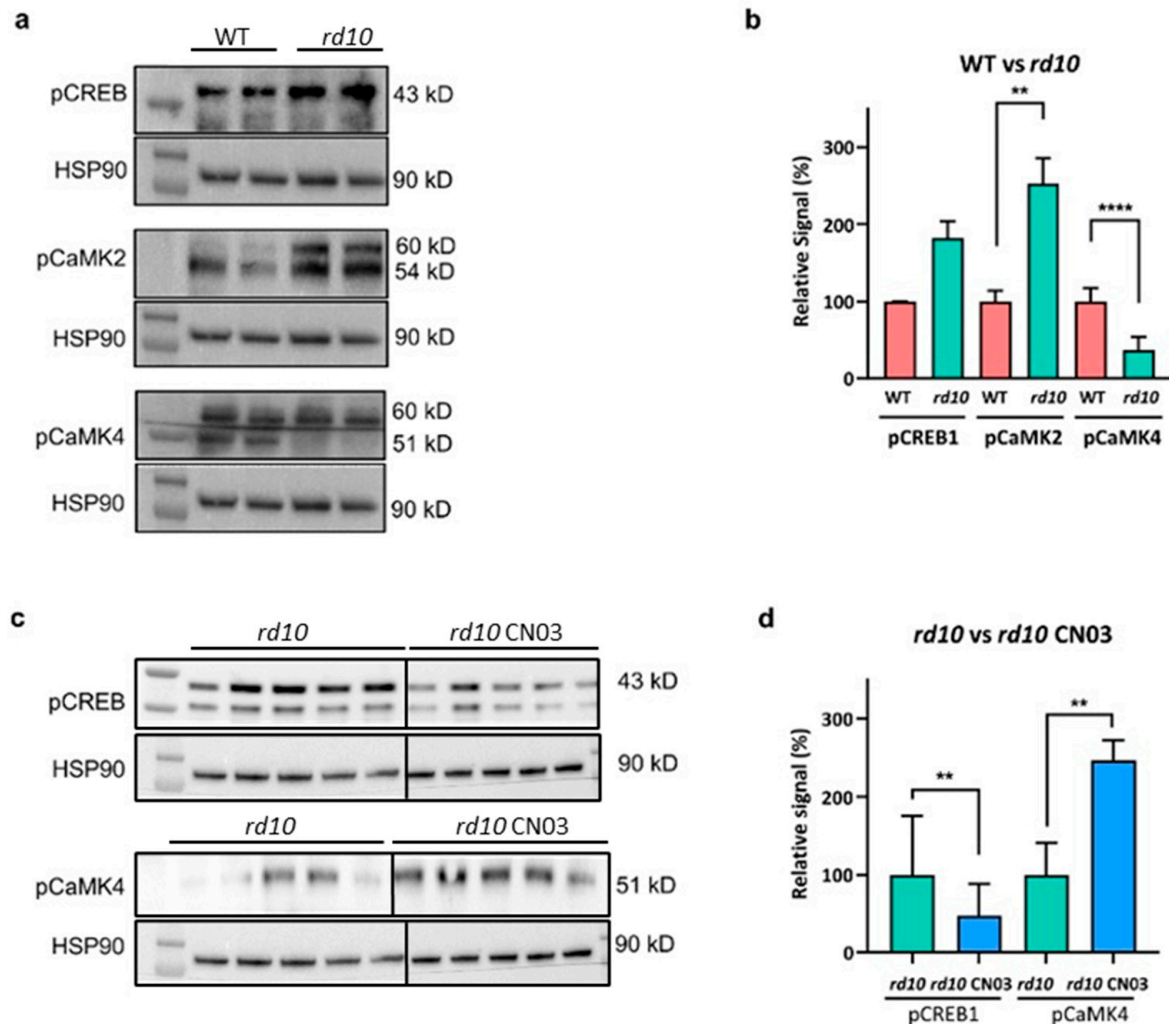 a
WT rd10
pCREB 43 kD
HSP90 90 kD
pCaMK2 60 kD
54 kD
HSP90 90 kD
pCaMK4 60 kD
51 kD
HSP90 90 kD
b
WT vs rd10
Relative Signal (%)
300
200
100
0
**
****
WT rd10 WT rd10 WT rd10
pCREB1 pCaMK2 pCaMK4
c
rd10 rd10 CN03
pCREB 43 kD
HSP90 90 kD
rd10 rd10 CN03
pCaMK4 51 kD
HSP90 90 kD
d
rd10 vs rd10 CN03
Relative signal (%)
300
200
100
0
**
**
rd10 rd10 CN03 rd10 rd10 CN03
pCREB1 pCaMK4